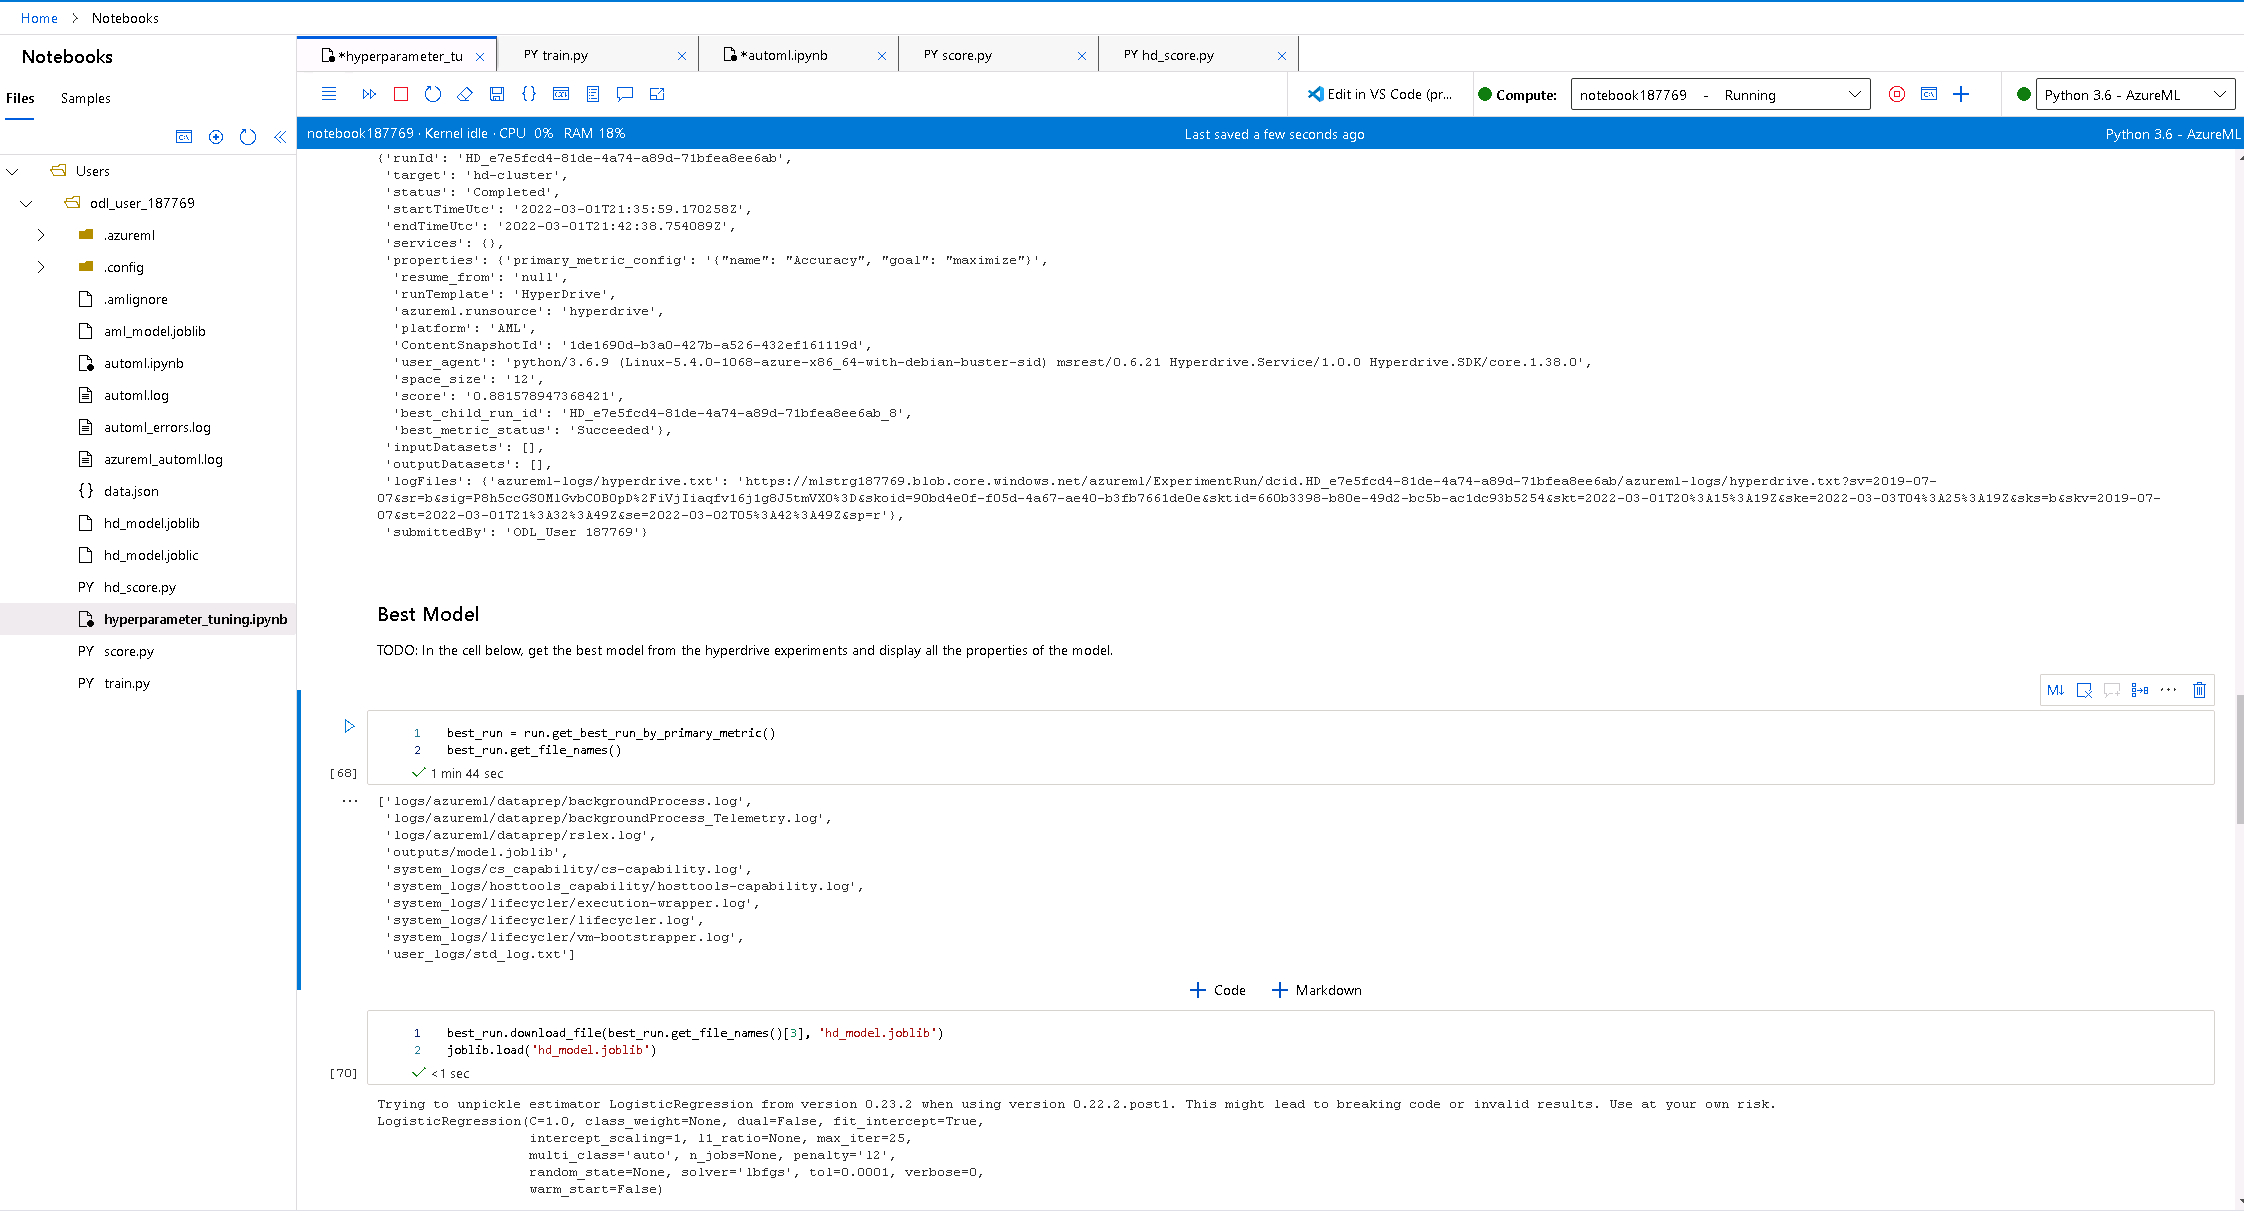 Home > Notebooks
Notebooks
Files Samples
Users
odl_user_187769
.azureml
.config
.amlignore
aml_model.joblib
automl.ipynb
automl.log
automl_errors.log
azureml_automl.log
{} data.json
hd_model.joblib
hd_model.joblic
PY hd_score.py
hyperparameter_tuning.ipynb
PY score.py
PY train.py
*hyperparameter_tu PY train.py *automl.ipynb PY score.py PY hd_score.py
Edit in VS Code (pr... Compute: notebook187769 - Running Python 3.6 - AzureML
notebook187769 · Kernel idle · CPU 0% RAM 18% Last saved a few seconds ago Python 3.6 - AzureML
{'runId': 'HD_e7e5fcd4-81de-4a74-a89d-71bfea8ee6ab',
'target': 'hd-cluster',
'status': 'Completed',
'startTimeUtc': '2022-03-01T21:35:59.170258Z',
'endTimeUtc': '2022-03-01T21:42:38.754089Z',
'services': {},
'properties': {'primary_metric_config': '{"name": "Accuracy", "goal": "maximize"}',
'resume_from': 'null',
'runTemplate': 'HyperDrive',
'azureml.runsource': 'hyperdrive',
'platform': 'AML',
'ContentSnapshotId': '1de1690d-b3a0-427b-a526-432ef161119d',
'user_agent': 'python/3.6.9 (Linux-5.4.0-1068-azure-x86_64-with-debian-buster-sid) msrest/0.6.21 Hyperdrive.Service/1.0.0 Hyperdrive.SDK/core.1.38.0',
'space_size': '12',
'score': '0.881578947368421',
'best_child_run_id': 'HD_e7e5fcd4-81de-4a74-a89d-71bfea8ee6ab_8',
'best_metric_status': 'Succeeded'},
'inputDatasets': [],
'outputDatasets': [],
'logFiles': {'azureml-logs/hyperdrive.txt': 'https://mlstrg187769.blob.core.windows.net/azureml/ExperimentRun/dcid.HD_e7e5fcd4-81de-4a74-a89d-71bfea8ee6ab/azureml-logs/hyperdrive.txt?sv=2019-07-
07&sr=b&sig=P8h5ccGSOMlGvbCOBOpD%2FiVjIiaqfv16j1g8J5tmVX0%3D&skoid=90bd4e0f-f05d-4a67-ae40-b3fb7661de0e&sktid=660b3398-b80e-49d2-bc5b-ac1dc93b5254&skt=2022-03-01T20%3A15%3A19Z&ske=2022-03-03T04%3A25%3A19Z&sks=b&skv=2019-07-
07&st=2022-03-01T21%3A32%3A49Z&se=2022-03-02T05%3A42%3A49Z&sp=r'},
'submittedBy': 'ODL_User 187769'}
Best Model
TODO: In the cell below, get the best model from the hyperdrive experiments and display all the properties of the model.
M↓
1 best_run = run.get_best_run_by_primary_metric()
2 best_run.get_file_names()
[68] 1 min 44 sec
['logs/azureml/dataprep/backgroundProcess.log',
'logs/azureml/dataprep/backgroundProcess_Telemetry.log',
'logs/azureml/dataprep/rslex.log',
'outputs/model.joblib',
'system_logs/cs_capability/cs-capability.log',
'system_logs/hosttools_capability/hosttools-capability.log',
'system_logs/lifecycler/execution-wrapper.log',
'system_logs/lifecycler/lifecycler.log',
'system_logs/lifecycler/vm-bootstrapper.log',
'user_logs/std_log.txt']
+ Code + Markdown
1 best_run.download_file(best_run.get_file_names()[3], 'hd_model.joblib')
2 joblib.load('hd_model.joblib')
[70] <1 sec
Trying to unpickle estimator LogisticRegression from version 0.23.2 when using version 0.22.2.post1. This might lead to breaking code or invalid results. Use at your own risk.
LogisticRegression(C=1.0, class_weight=None, dual=False, fit_intercept=True,
intercept_scaling=1, l1_ratio=None, max_iter=25,
multi_class='auto', n_jobs=None, penalty='l2',
random_state=None, solver='lbfgs', tol=0.0001, verbose=0,
warm_start=False)